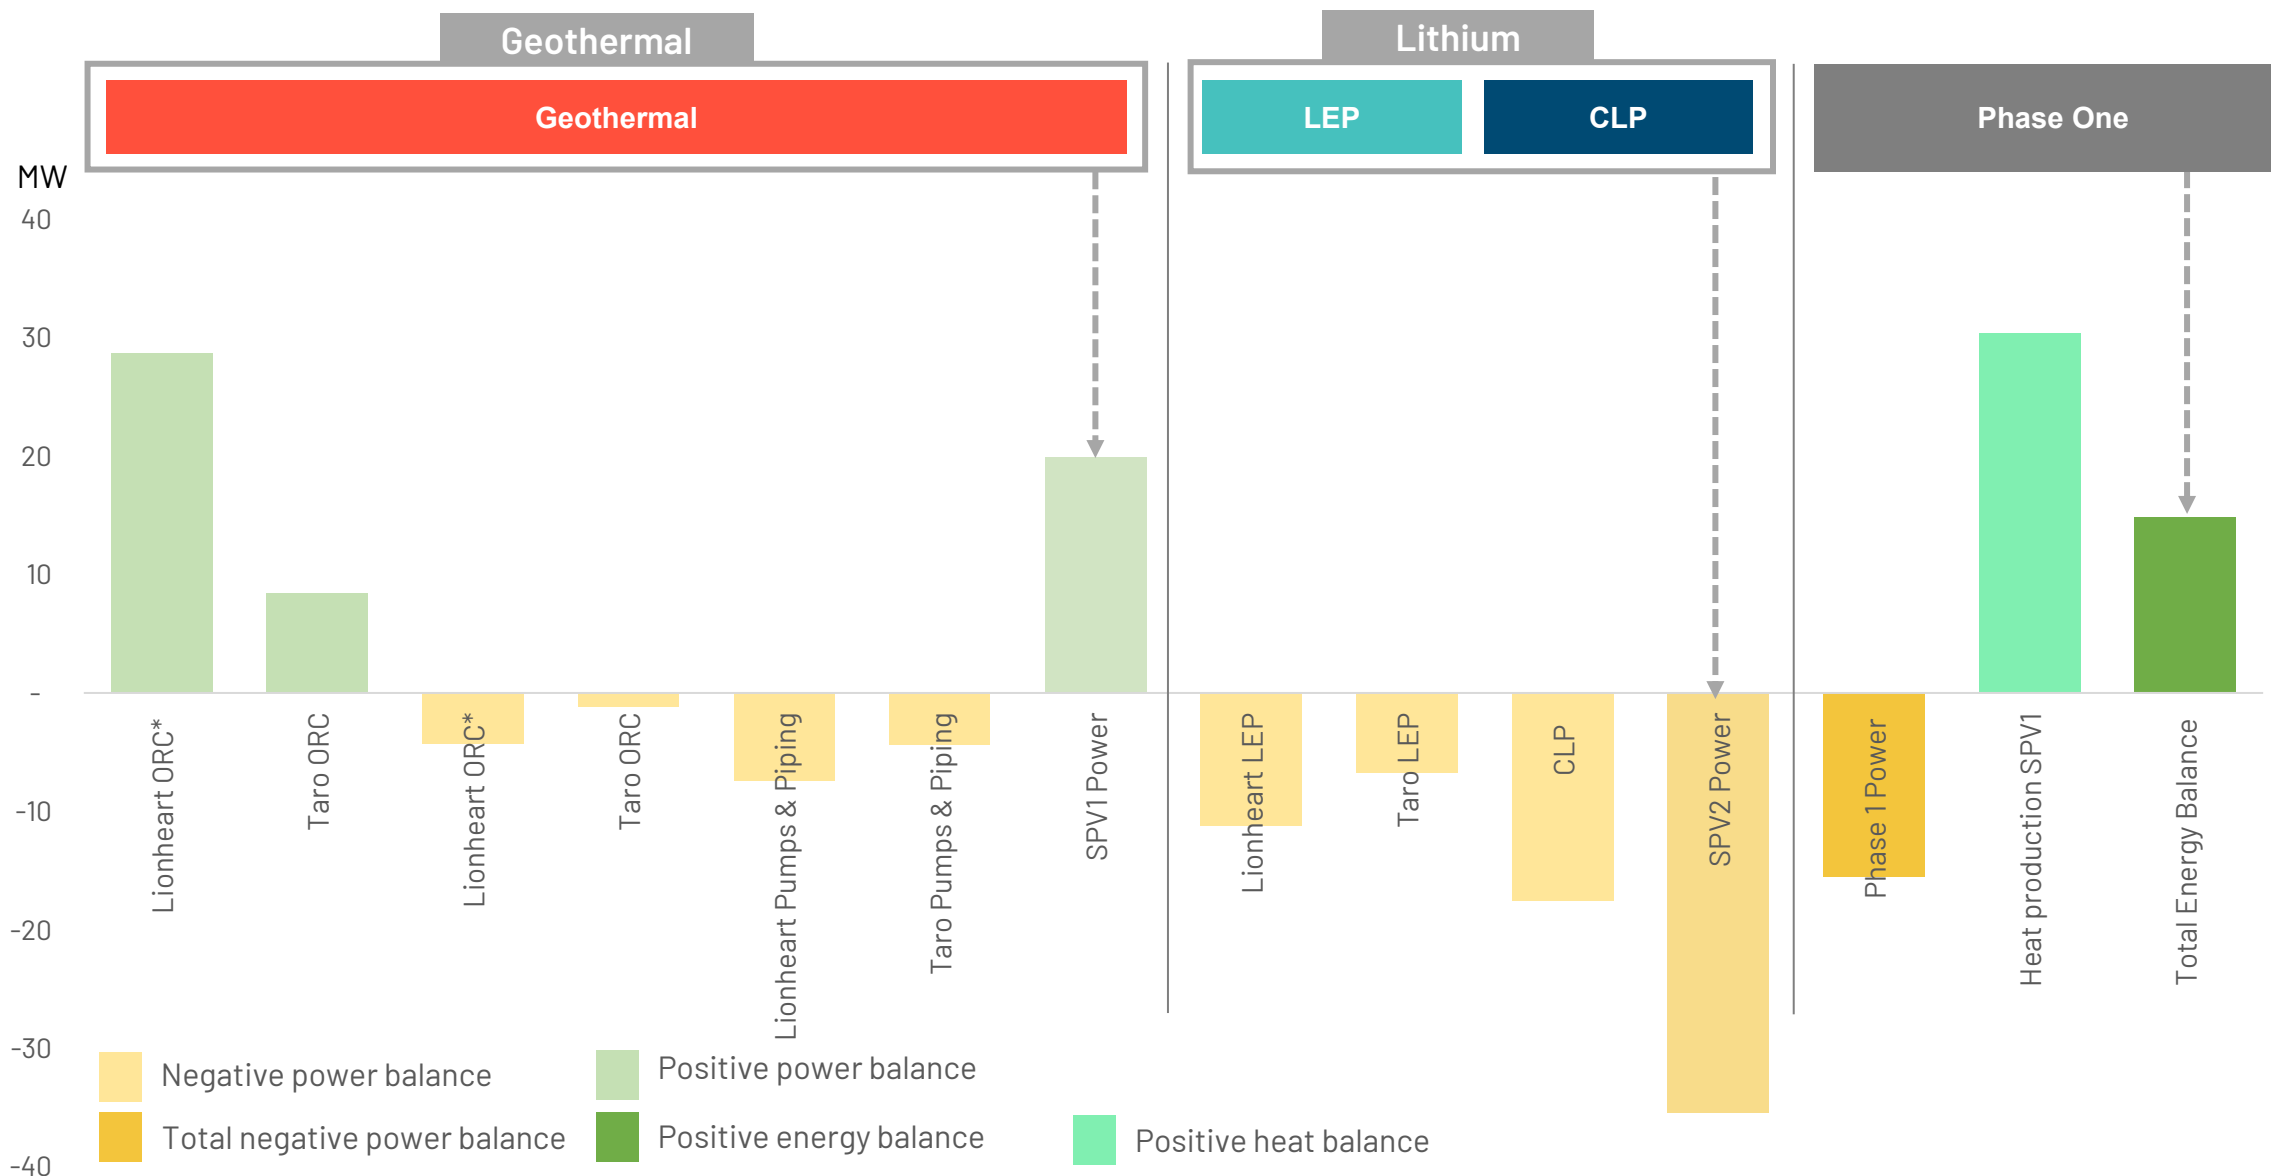 Geothermal
Lithium
Geothermal
LEP
CLP
Phase One
MW
40
30
20
10
-
-10
-20
-30
-40
Lionheart ORC*
Taro ORC
Lionheart ORC*
Taro ORC
Lionheart Pumps & Piping
Taro Pumps & Piping
SPV1 Power
Lionheart LEP
Taro LEP
CLP
SPV2 Power
Phase 1 Power
Heat production SPV1
Total Energy Balance
Negative power balance
Positive power balance
Total negative power balance
Positive energy balance
Positive heat balance